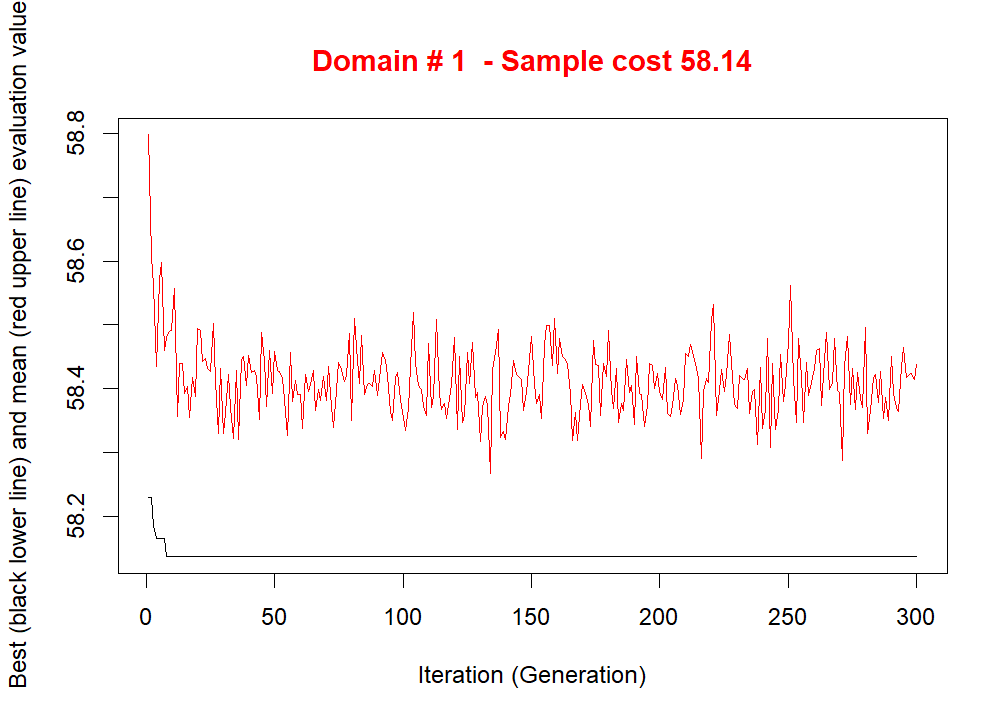 Domain # 1  - Sample cost 58.14
Best (black lower line) and mean (red upper line) evaluation value
58.8
58.6
58.4
58.2
0 50 100 150 200 250 300
Iteration (Generation)